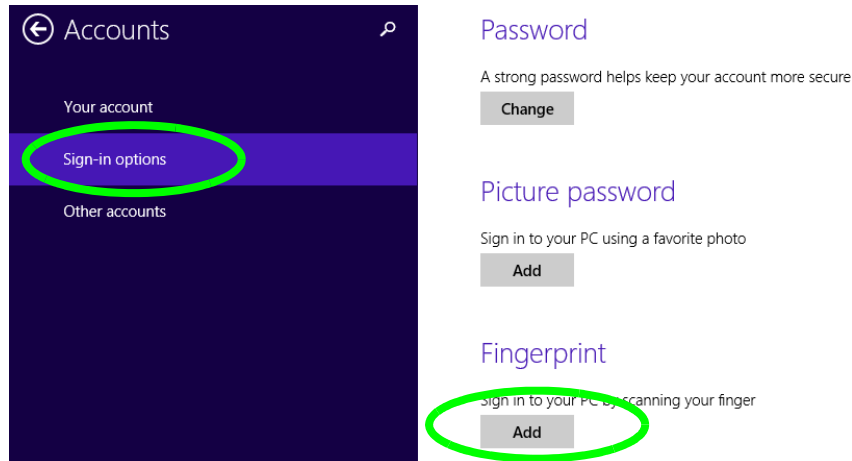 Accounts
Your account
Sign-in options
Other accounts
Password
A strong password helps keep your account more secure
Change
Picture password
Sign in to your PC using a favorite photo
Add
Fingerprint
Sign in to your PC by scanning your finger
Add